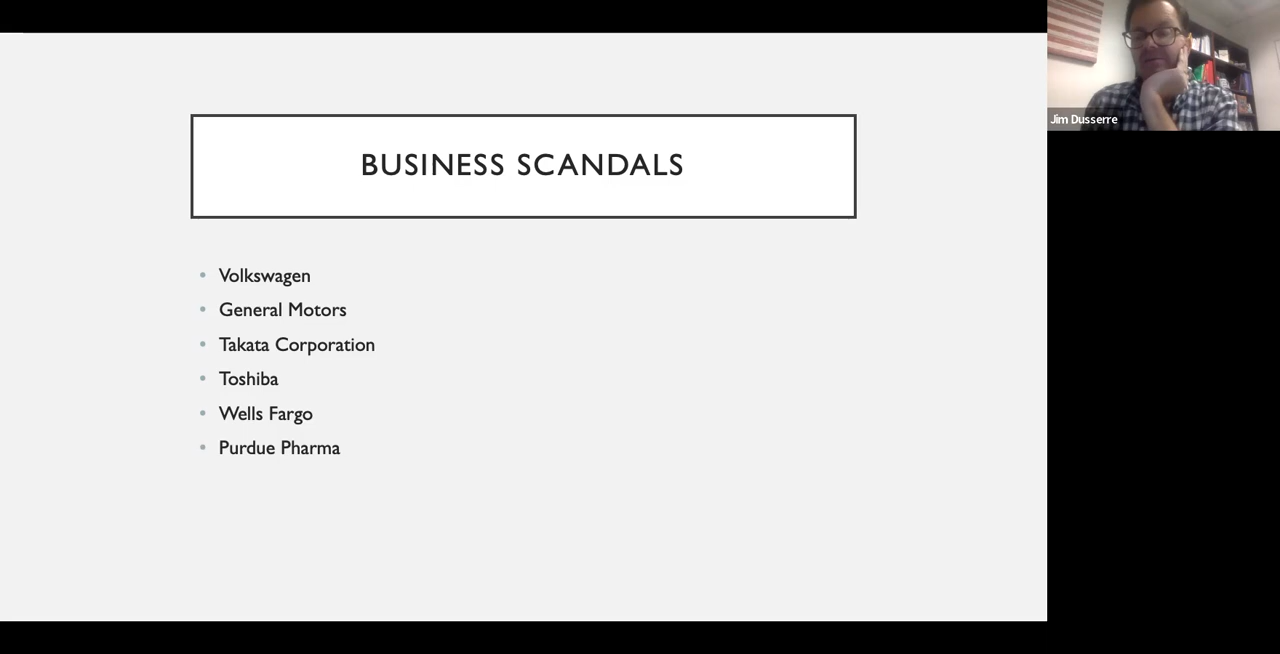 BUSINESS SCANDALS
Volkswagen
General Motors
Takata Corporation
Toshiba
Wells Fargo
Purdue Pharma
Jim Dusserre